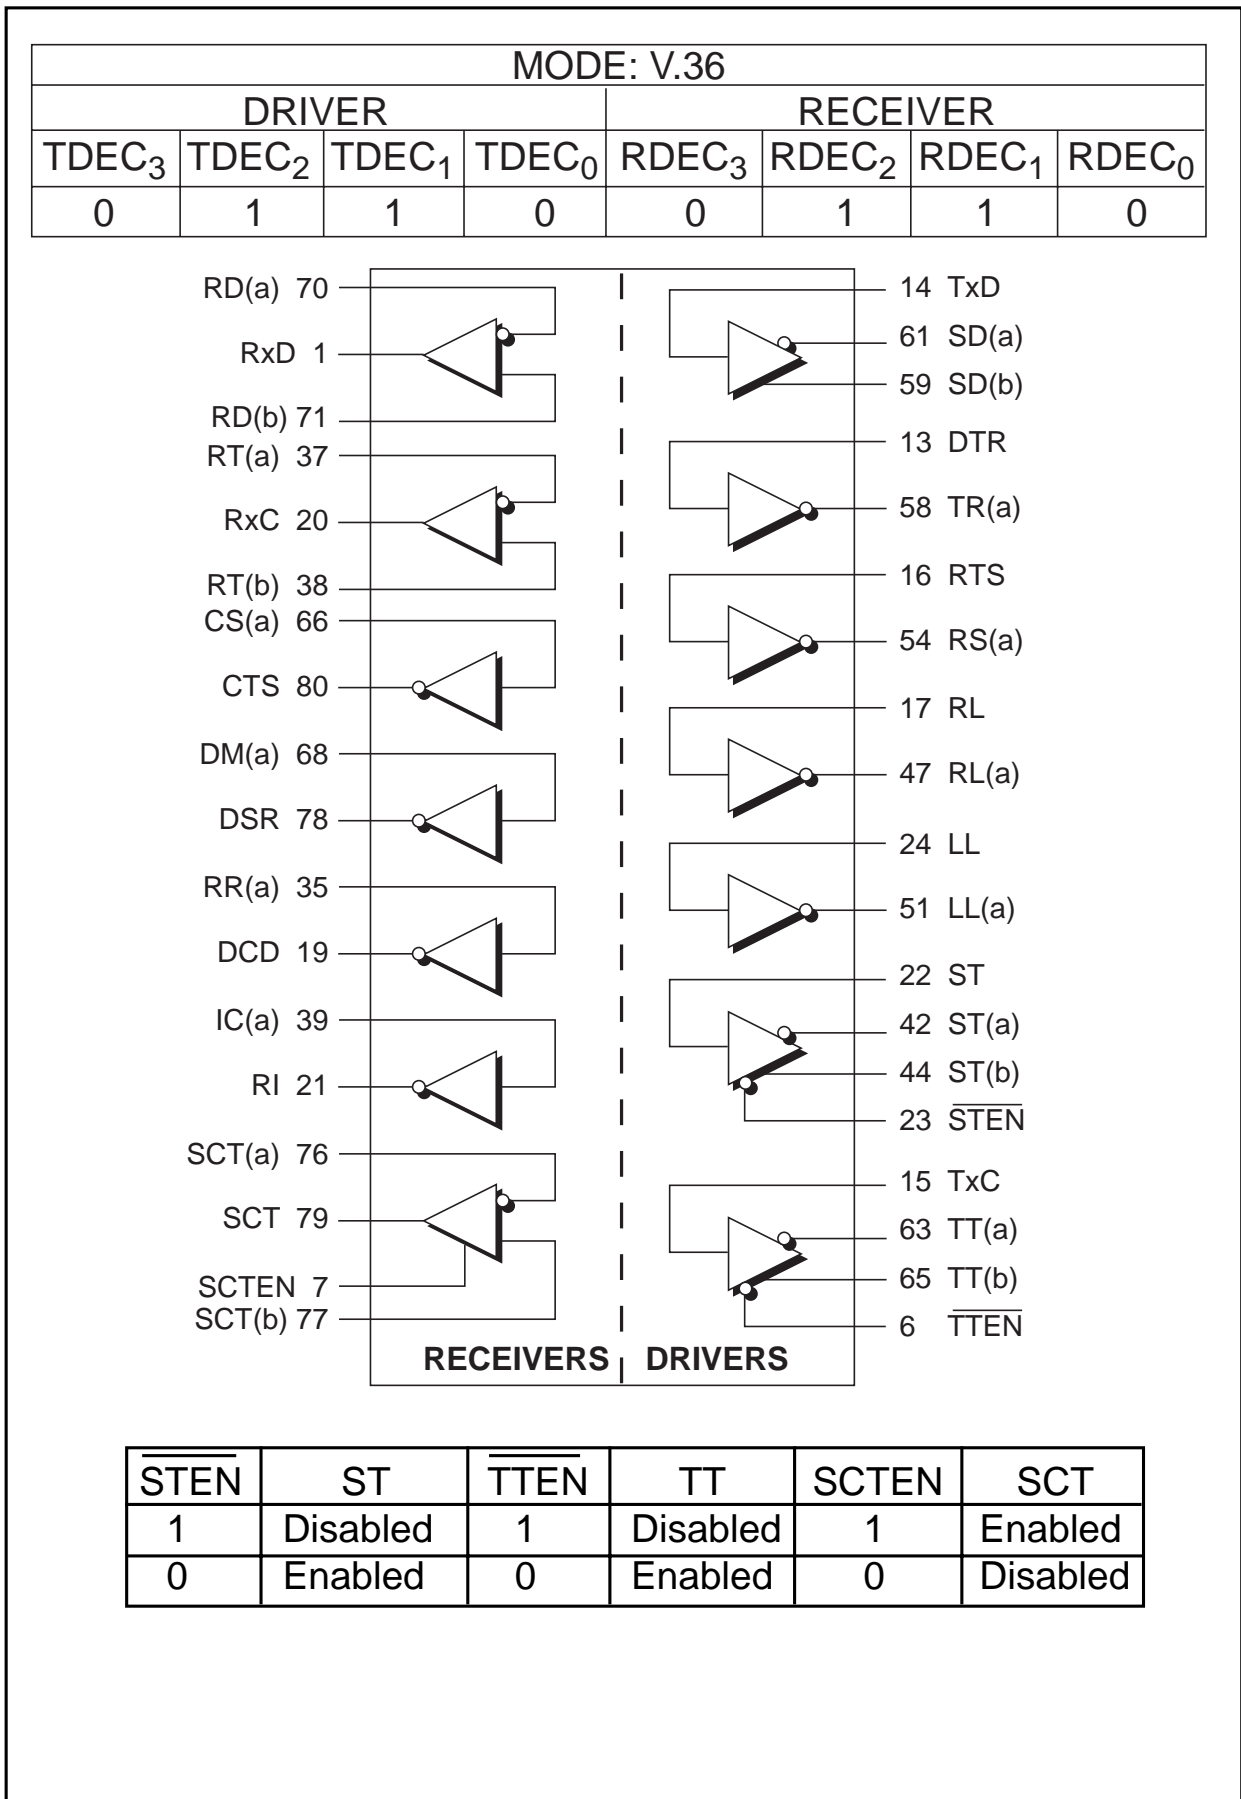 MODE: V.36
DRIVER RECEIVER
TDEC3 TDEC2 TDEC1 TDEC0 RDEC3 RDEC2 RDEC1 RDEC0
0 1 1 0 0 1 1 0
RD(a) 70
RxD 1
RD(b) 71
RT(a) 37
RxC 20
RT(b) 38
CS(a) 66
CTS 80
DM(a) 68
DSR 78
RR(a) 35
DCD 19
IC(a) 39
RI 21
SCT(a) 76
SCT 79
SCTEN 7
SCT(b) 77
14 TxD
61 SD(a)
59 SD(b)
13 DTR
58 TR(a)
16 RTS
54 RS(a)
17 RL
47 RL(a)
24 LL
51 LL(a)
22 ST
42 ST(a)
44 ST(b)
23 S̅T̅E̅N̅
15 TxC
63 TT(a)
65 TT(b)
6 T̅T̅E̅N̅
RECEIVERS DRIVERS
S̅T̅E̅N̅ ST T̅T̅E̅N̅ TT SCTEN SCT
1 Disabled 1 Disabled 1 Enabled
0 Enabled 0 Enabled 0 Disabled